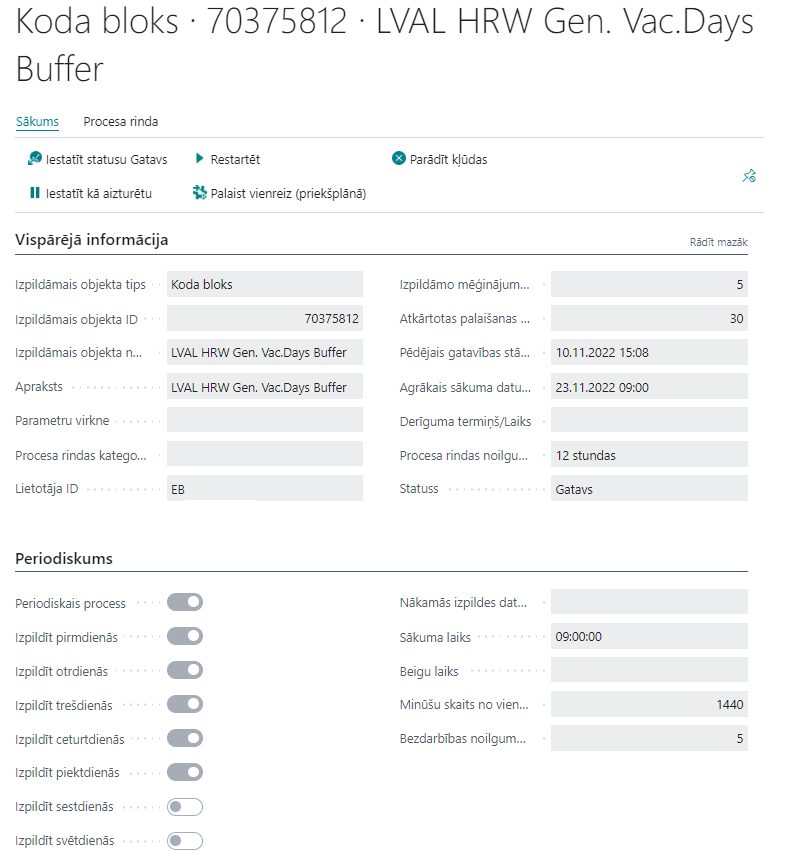 Koda bloks · 70375812 · LVAL HRW Gen. Vac.Days
Buffer
Sākums Procesa rinda
Iestatīt statusu Gatavs Restartēt Parādīt kļūdas
Iestatīt kā aizturētu Palaist vienreiz (priekšplānā)
Vispārējā informācija Rādīt mazāk
Izpildāmais objekta tips Koda bloks
Izpildāmais objekta ID 70375812
Izpildāmais objekta n... LVAL HRW Gen. Vac.Days Buffer
Apraksts LVAL HRW Gen. Vac.Days Buffer
Parametru virkne
Procesa rindas katego...
Lietotāja ID EB
Izpildāmo mēģinājum... 5
Atkārtotas palaišanas ... 30
Pēdējais gatavības stā... 10.11.2022 15:08
Agrākais sākuma datu... 23.11.2022 09:00
Derīguma termiņš/Laiks
Procesa rindas noilgu... 12 stundas
Statuss Gatavs
Periodiskums
Periodiskais process
Izpildīt pirmdienās
Izpildīt otrdienās
Izpildīt trešdienās
Izpildīt ceturtdienās
Izpildīt piektdienās
Izpildīt sestdienās
Izpildīt svētdienās
Nākamās izpildes dat...
Sākuma laiks 09:00:00
Beigu laiks
Minūšu skaits no vien... 1440
Bezdarbības noilgum... 5